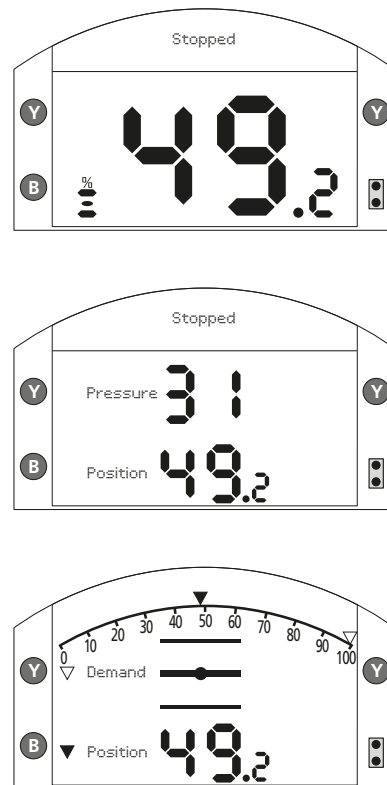 Stopped
Y Y
49.2
B %
Stopped
Y Pressure 31 Y
B Position 49.2
0 10 20 30 40 50 60 70 80 90 100
Y Demand Y
B Position 49.2